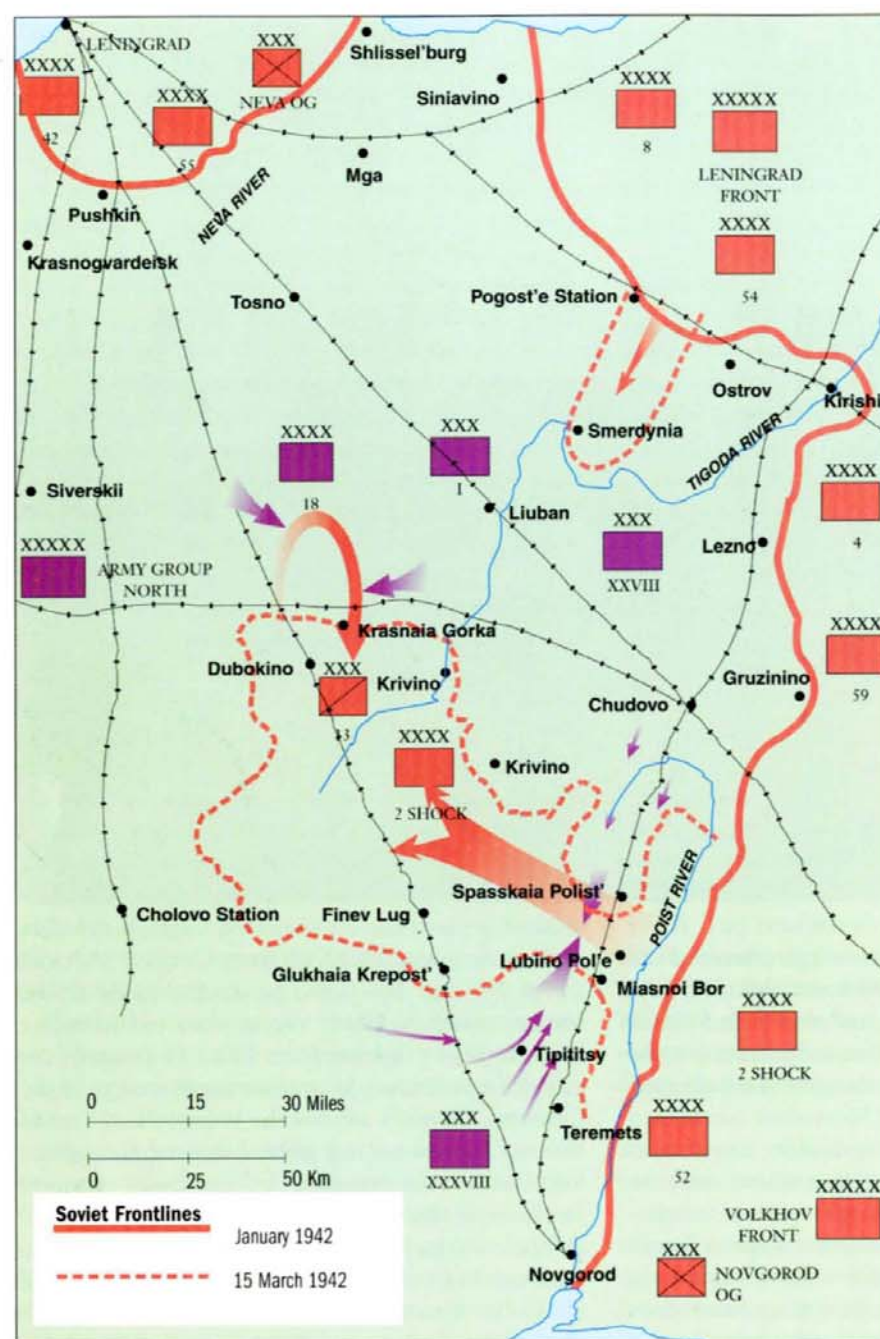 LENINGRAD
XXXX
42
XXXX
55
XXX
NEVA OG
Shlissel'burg
Siniavino
XXXX
8
XXXXX
LENINGRAD
FRONT
Mga
Pushkin
NEVA RIVER
XXXX
54
Krasnogvardeisk
Tosno
Pogost'e Station
Ostrov
Kirishi
Smerdynia
TIGODA RIVER
XXXX
18
XXX
I
Siverskii
Liuban
XXX
XXVIII
Lezno
XXXX
4
XXXXX
ARMY GROUP
NORTH
Krasnaia Gorka
XXXX
59
Dubokino
XXX
13
Krivino
Gruzinino
Chudovo
XXXX
2 SHOCK
Krivino
Spasskaia Polist'
POIST RIVER
Cholovo Station
Finev Lug
Lubino Pol'e
Glukhaia Krepost'
Miasnoi Bor
XXXX
2 SHOCK
Tipititsy
Teremets
XXXX
52
XXX
XXXVIII
0 15 30 Miles
0 25 50 Km
XXXXX
VOLKHOV
FRONT
Soviet Frontlines
January 1942
15 March 1942
Novgorod
XXX
NOVGOROD
OG